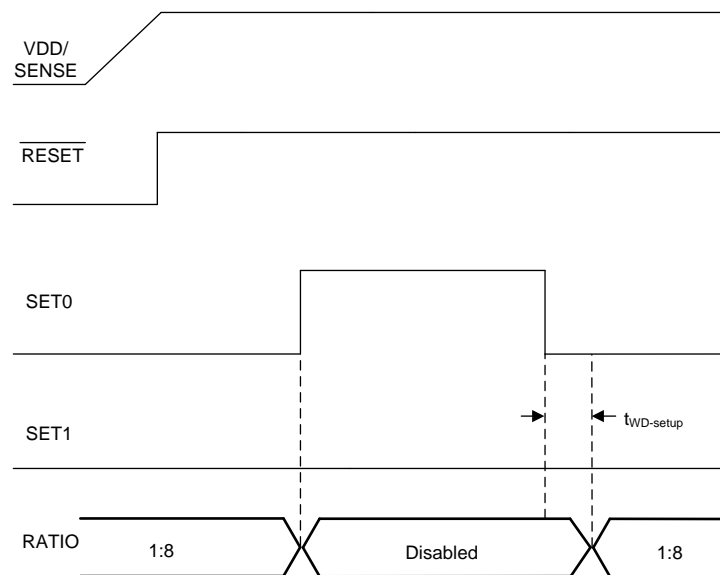 VDD/
SENSE
RESET
SET0
SET1
tWD-setup
RATIO
1:8
Disabled
1:8